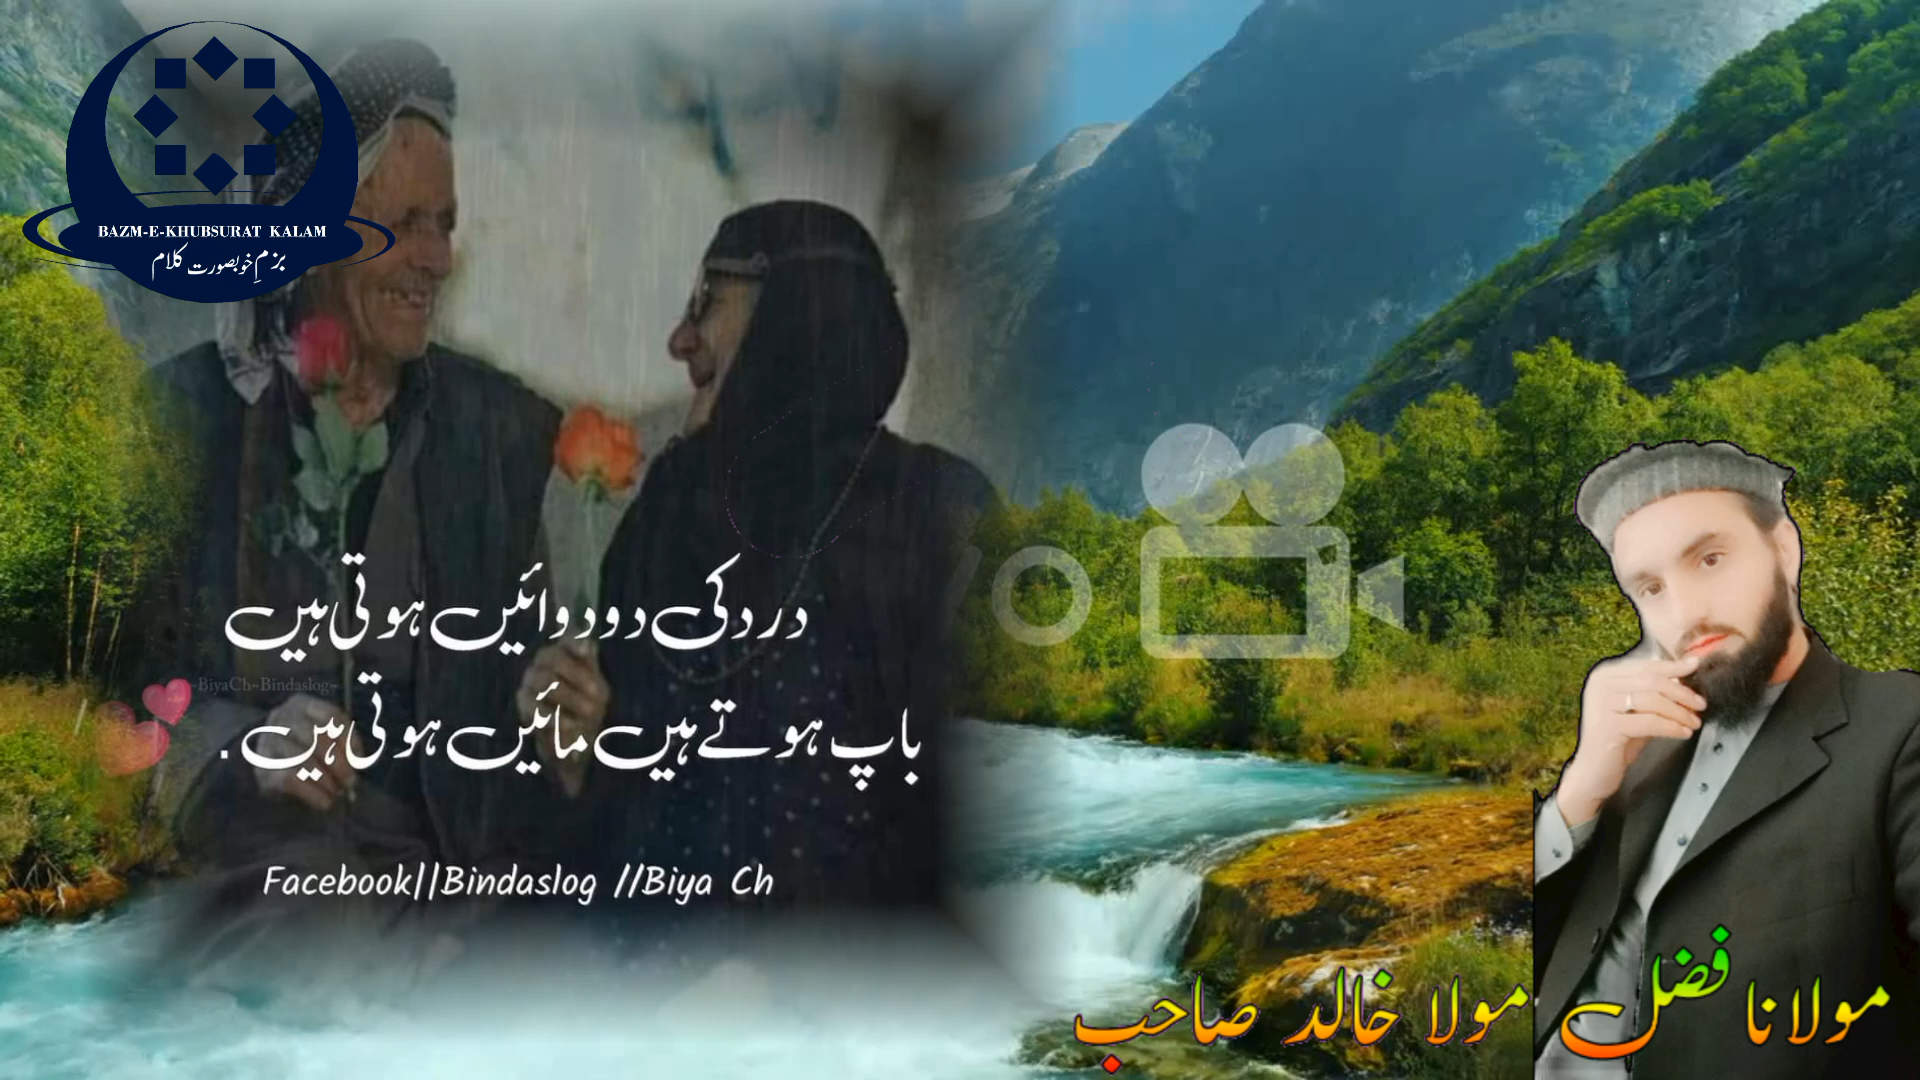 BAZM-E-KHUBSURAT KALAM
بزمِ خوبصورت کلام
درد کی دو دوائیں ہوتی ہیں
~BiyaCh~Bindaslog~
باپ ہوتے ہیں مائیں ہوتی ہیں .
Facebook||Bindaslog //Biya Ch
مولانا فضل مولا خالد صاحب